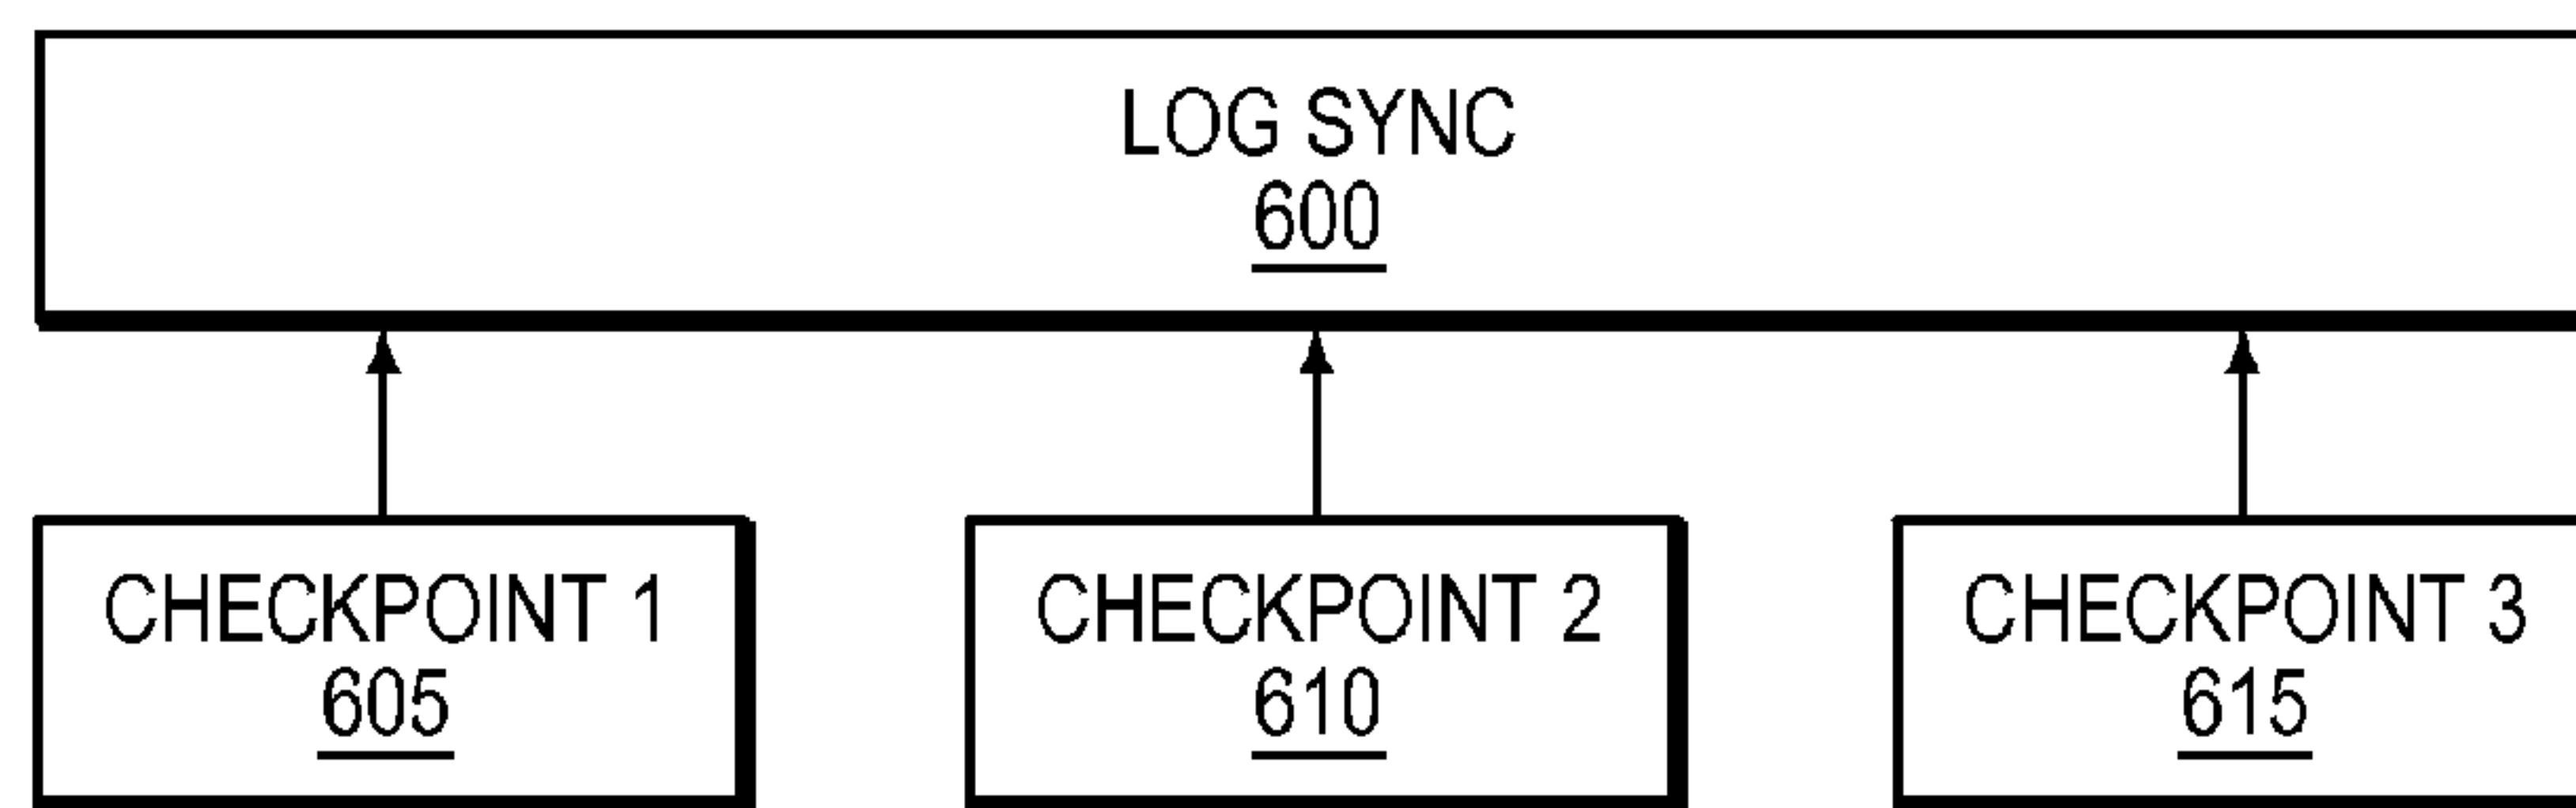 LOG SYNC
600
CHECKPOINT 1
605
CHECKPOINT 2
610
CHECKPOINT 3
615